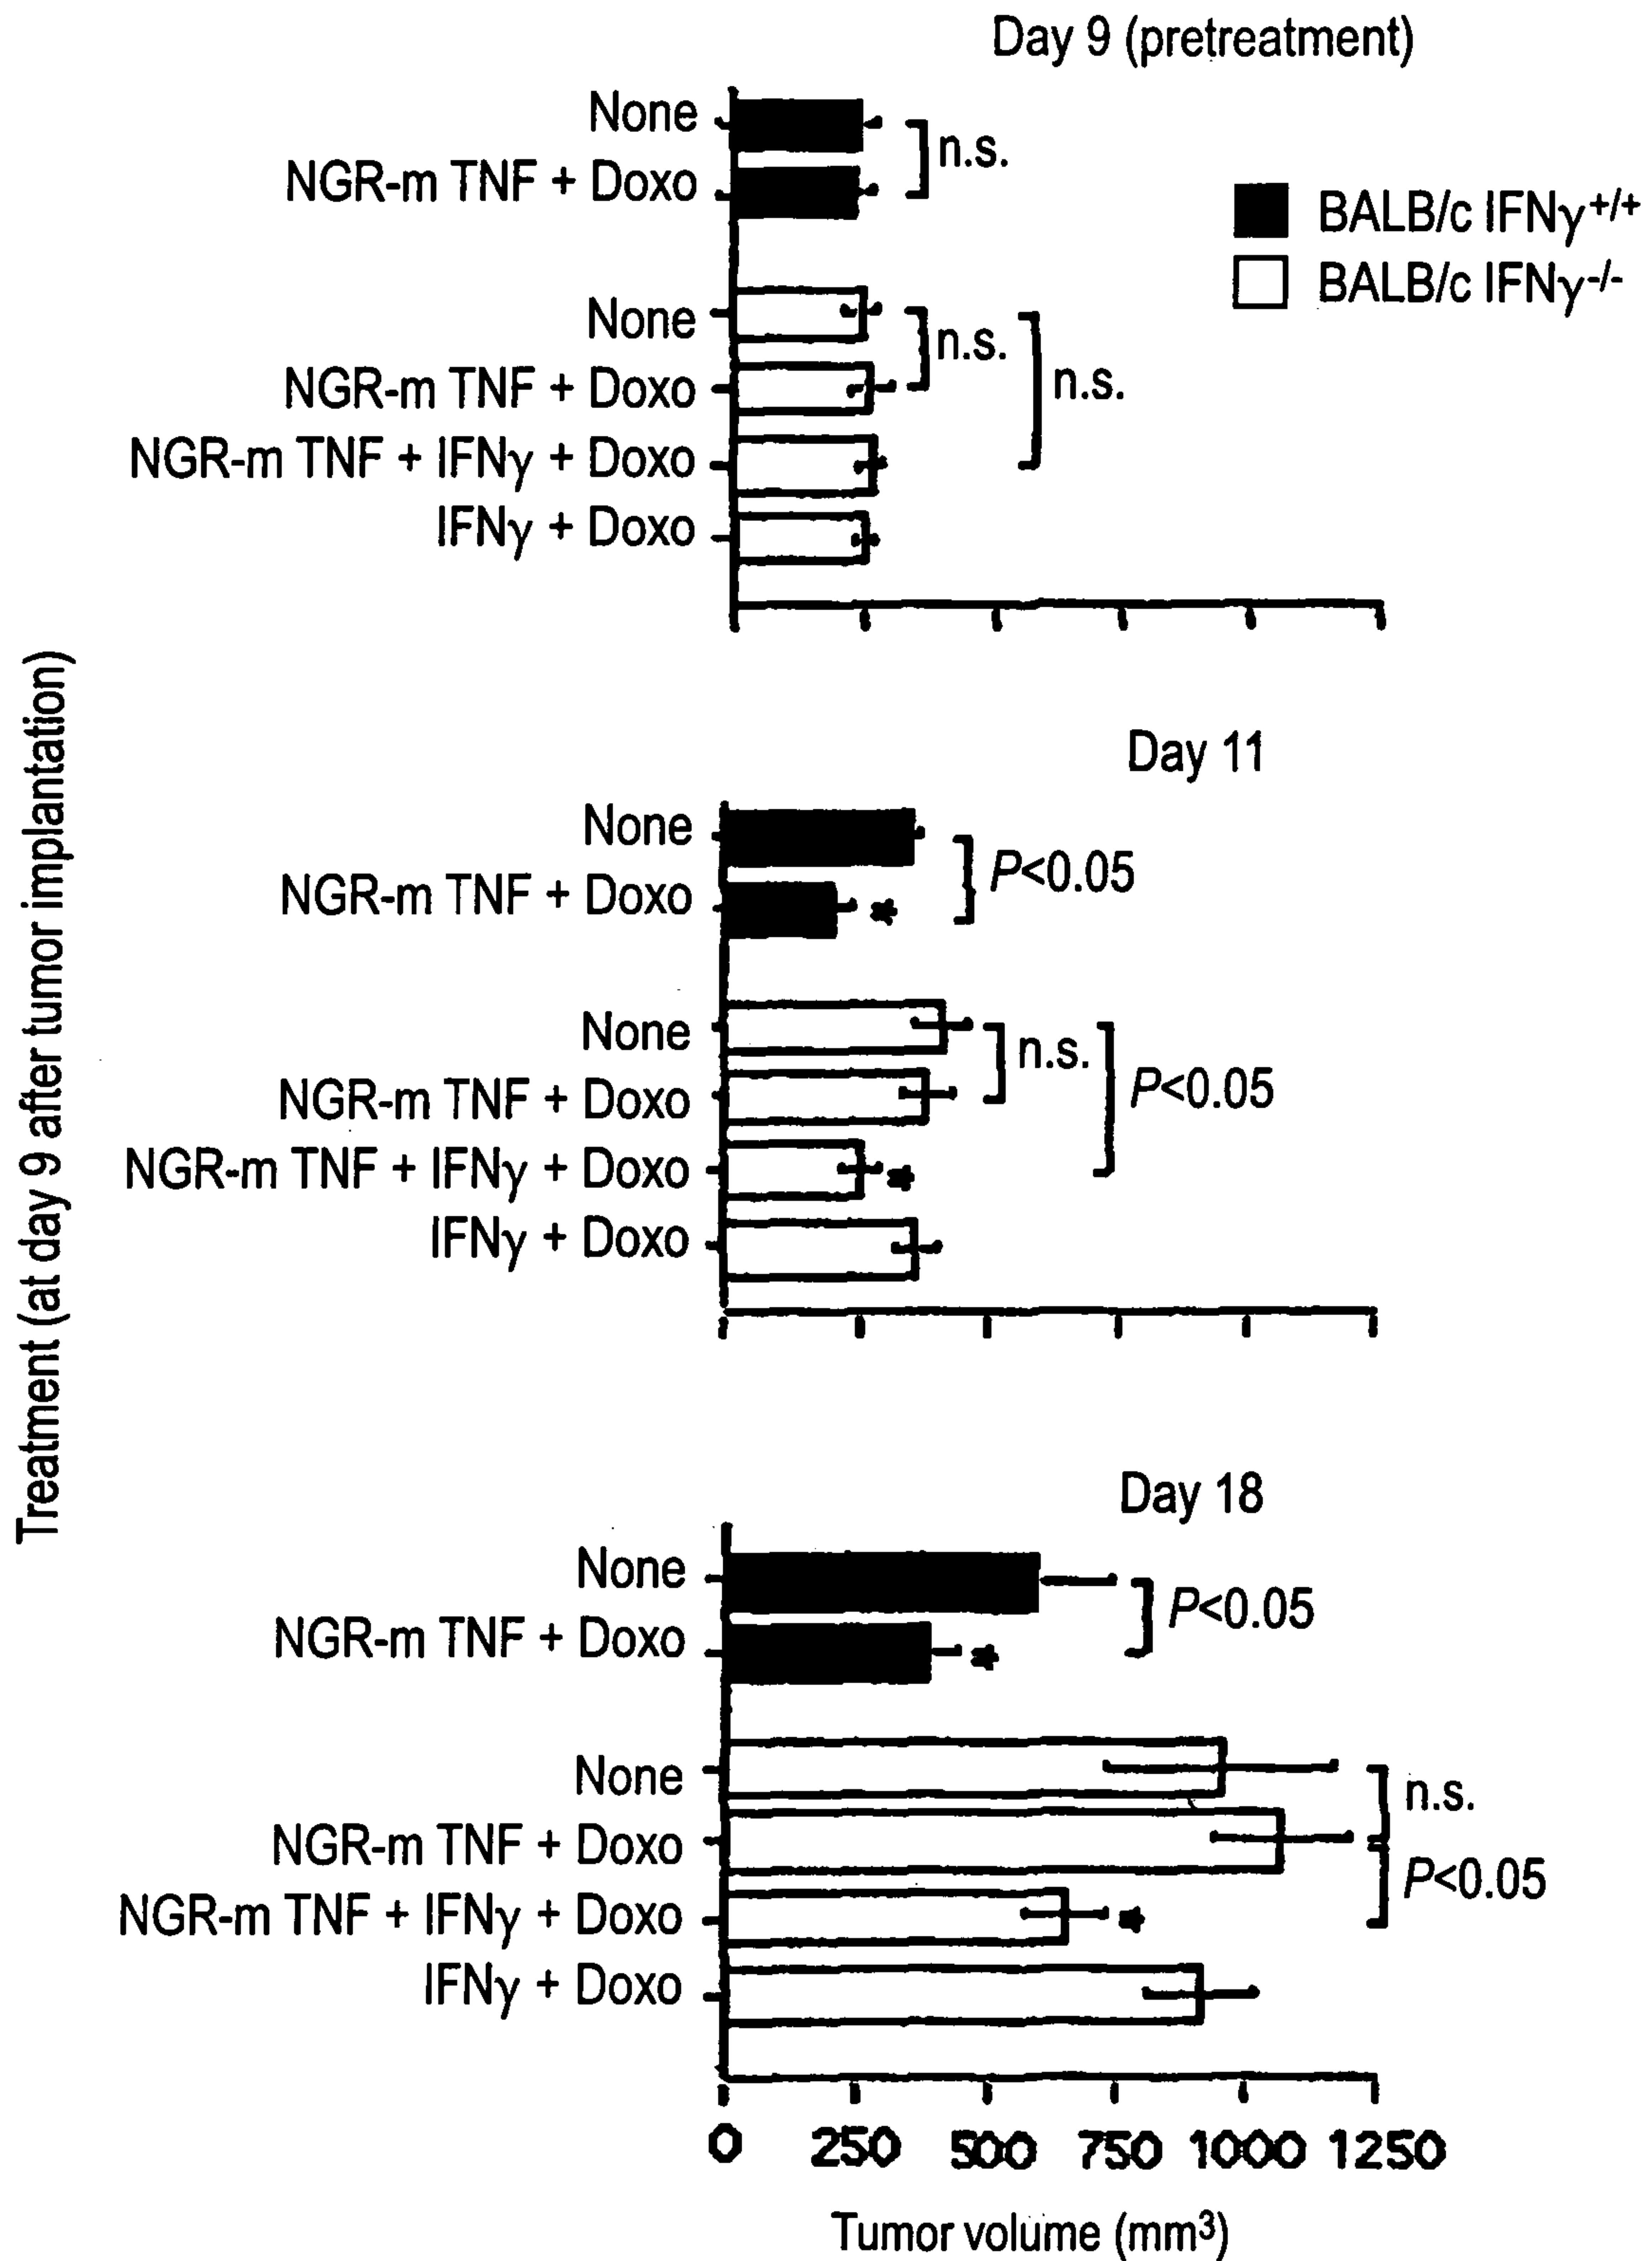 Day 9 (pretreatment)
None
NGR-m TNF + Doxo
n.s.
BALB/c IFNγ+/+
BALB/c IFNγ-/-
None
NGR-m TNF + Doxo
NGR-m TNF + IFNγ + Doxo
IFNγ + Doxo
n.s.
n.s.
Treatment (at day 9 after tumor implantation)
Day 11
None
NGR-m TNF + Doxo
*
P<0.05
None
NGR-m TNF + Doxo
NGR-m TNF + IFNγ + Doxo
*
IFNγ + Doxo
n.s.
P<0.05
Day 18
None
NGR-m TNF + Doxo
*
P<0.05
None
NGR-m TNF + Doxo
NGR-m TNF + IFNγ + Doxo
*
IFNγ + Doxo
n.s.
P<0.05
0 250 500 750 1000 1250
Tumor volume (mm³)